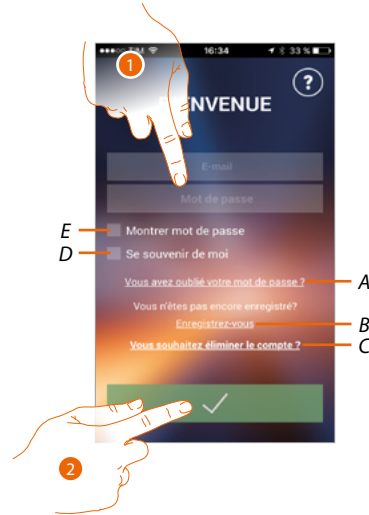 16:34
33 %
1
?
ENVENUE
E-mail
Mot de passe
E
Montrer mot de passe
D
Se souvenir de moi
Vous avez oublié votre mot de passe ?
A
Vous n'êtes pas encore enregistré?
Enregistrez-vous
B
Vous souhaitez éliminer le compte ?
C
2